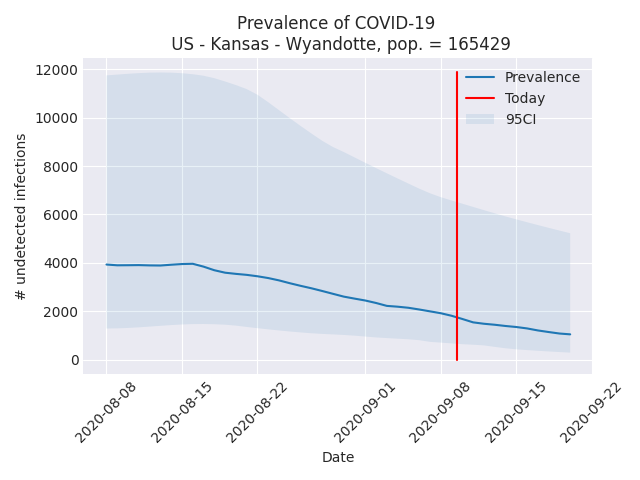 Prevalence of COVID-19
US - Kansas - Wyandotte, pop. = 165429
12000
10000
8000
6000
4000
2000
0
# undetected infections
Prevalence
Today
95CI
2020-08-08
2020-08-15
2020-08-22
2020-09-01
2020-09-08
2020-09-15
2020-09-22
Date